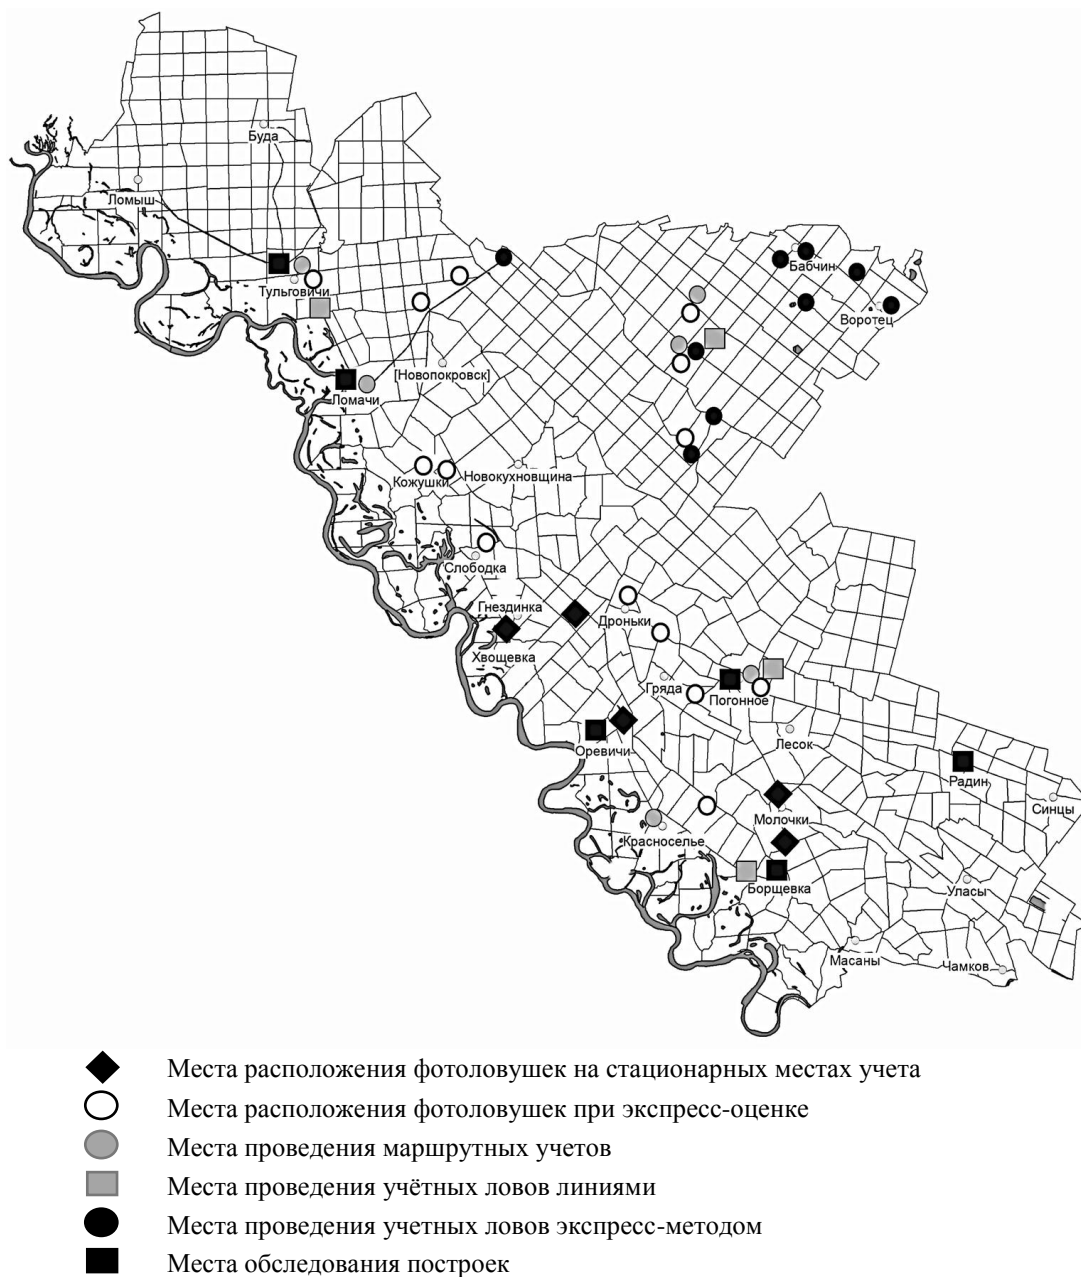 Буда
Ломыш
Бабчин
Тульговичи
Воротец
[Новопокровск]
Ломачи
Кожушки
Новокухновщина
Слободка
Гнездинка
Дроньки
Хвощевка
Гряда
Погонное
Оревичи
Лесок
Радин
Синцы
Молочки
Красноселье
Борщевка
Уласы
Масаны
Чамков
Места расположения фотоловушек на стационарных местах учета
Места расположения фотоловушек при экспресс-оценке
Места проведения маршрутных учетов
Места проведения учётных ловов линиями
Места проведения учетных ловов экспресс-методом
Места обследования построек